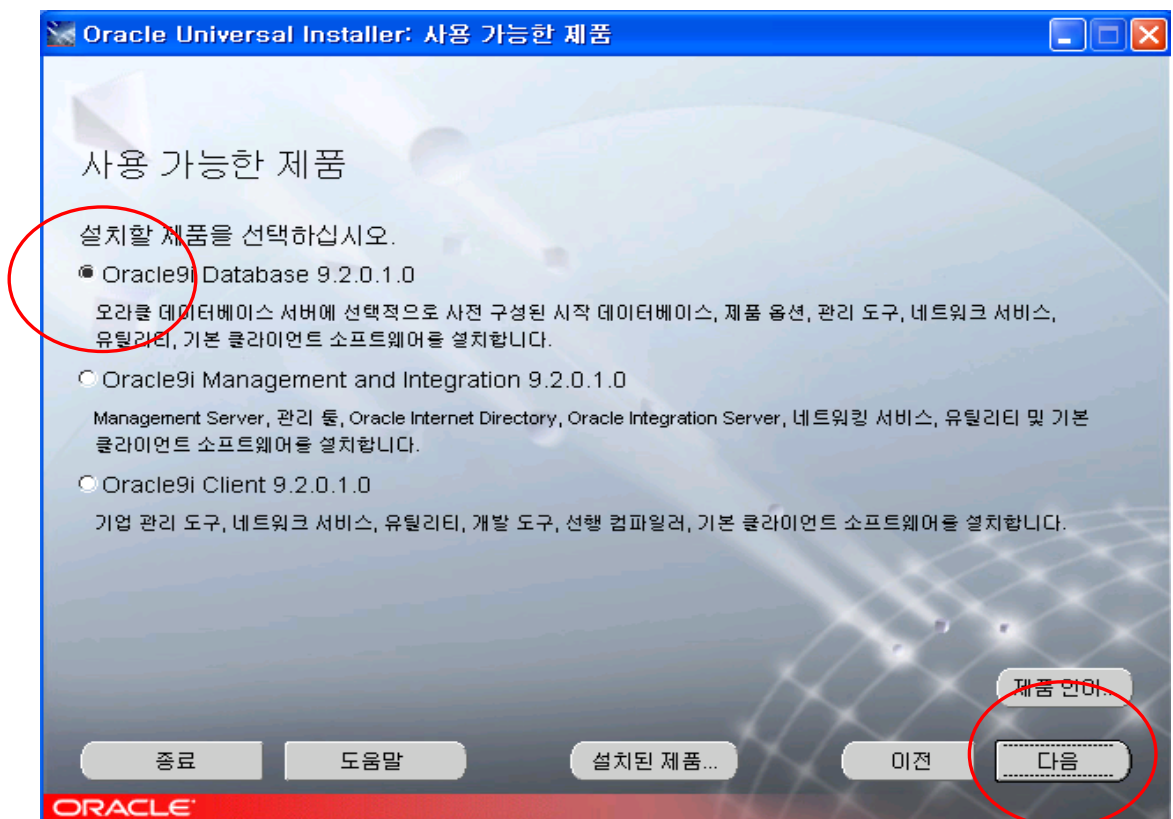 Oracle Universal Installer: 사용 가능한 제품
사용 가능한 제품
설치할 제품을 선택하십시오.
Oracle9i Database 9.2.0.1.0
오라클 데이터베이스 서버에 선택적으로 사전 구성된 시작 데이터베이스, 제품 옵션, 관리 도구, 네트워크 서비스,
유틸리티, 기본 클라이언트 소프트웨어를 설치합니다.
Oracle9i Management and Integration 9.2.0.1.0
Management Server, 관리 툴, Oracle Internet Directory, Oracle Integration Server, 네트워킹 서비스, 유틸리티 및 기본
클라이언트 소프트웨어를 설치합니다.
Oracle9i Client 9.2.0.1.0
기업 관리 도구, 네트워크 서비스, 유틸리티, 개발 도구, 선행 컴파일러, 기본 클라이언트 소프트웨어를 설치합니다.
제품 언어...
종료 도움말 설치된 제품... 이전 다음
ORACLE